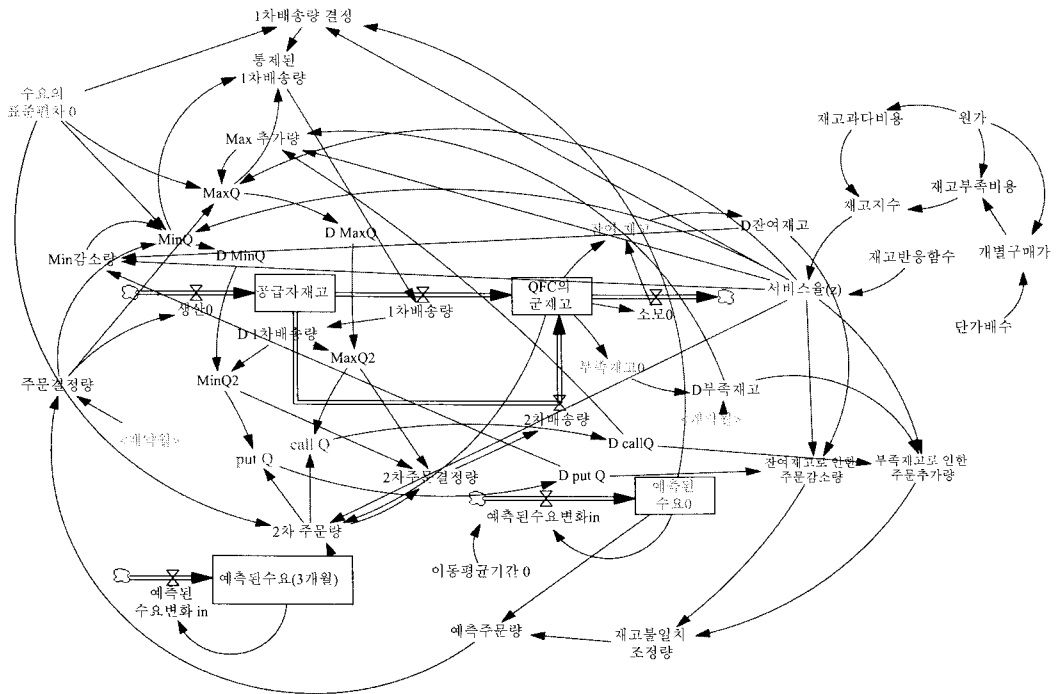 1차배송량 결정
통제된
1차배송량
수요의
표준편차 0
Max 추가량
재고과다비용
원가
MaxQ
재고부족비용
재고지수
D MaxQ
잔여 재고
D잔여재고
MinQ
Min감소량
D MinQ
재고반응함수
개별구매가
공급자재고
QFC의
군재고
서비스율(z)
생산0
1차배송량
소모0
단가배수
D 1차배송량
MaxQ2
부족재고0
MinQ2
주문결정량
D부족재고
2차배송량
<계약월>
<계약월>
call Q
D callQ
put Q
2차주문결정량
D put Q
잔여재고로 인한
주문감소량
부족재고로 인한
주문추가량
예측된
수요0
예측된수요변화in
2차 주문량
이동평균기간 0
예측된수요(3개월)
예측된
수요변화 in
예측주문량
재고불일치
조정량